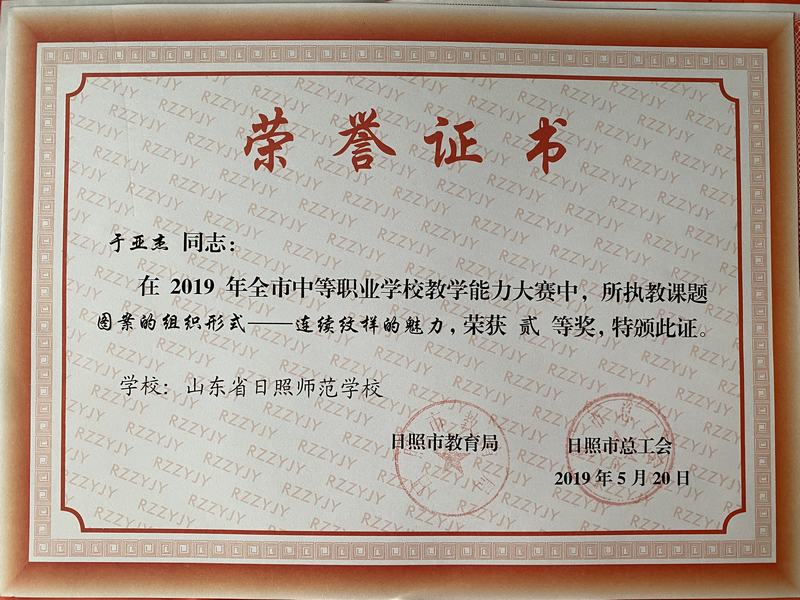 荣誉证书
于亚杰 同志：
在 2019 年全市中等职业学校教学能力大赛中，所执教课题
图案的组织形式——连续纹样的魅力，荣获 贰 等奖，特颁此证。
学校：山东省日照师范学校
日照市教育局 日照市总工会
2019 年 5 月 20 日
RZZYJY